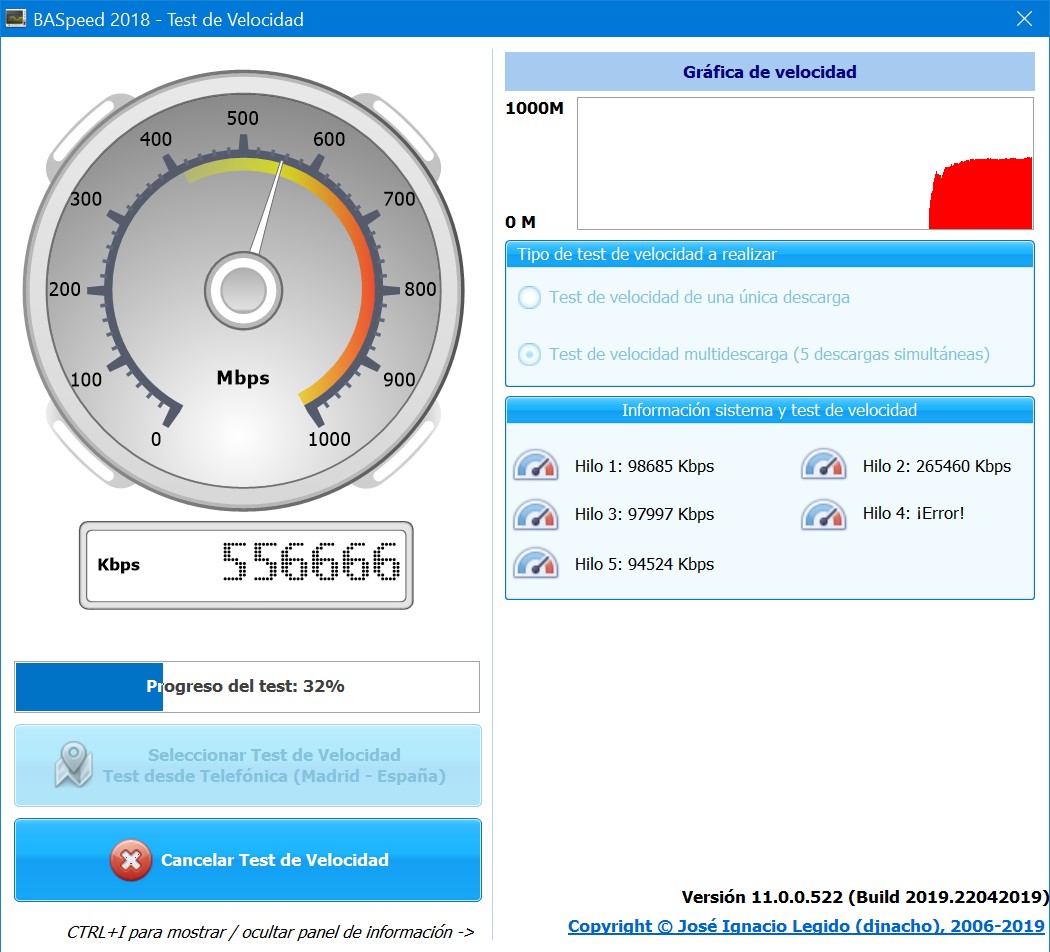 BASpeed 2018 - Test de Velocidad
500
400
600
300
700
200
800
100
900
Mbps
0
1000
Kbps
556666
Progreso del test: 32%
Seleccionar Test de Velocidad
Test desde Telefónica (Madrid - España)
Cancelar Test de Velocidad
CTRL+I para mostrar / ocultar panel de información ->
Gráfica de velocidad
1000M
0 M
Tipo de test de velocidad a realizar
Test de velocidad de una única descarga
Test de velocidad multidescarga (5 descargas simultáneas)
Información sistema y test de velocidad
Hilo 1: 98685 Kbps
Hilo 2: 265460 Kbps
Hilo 3: 97997 Kbps
Hilo 4: ¡Error!
Hilo 5: 94524 Kbps
Versión 11.0.0.522 (Build 2019.22042019)
Copyright © José Ignacio Legido (djnacho), 2006-2019